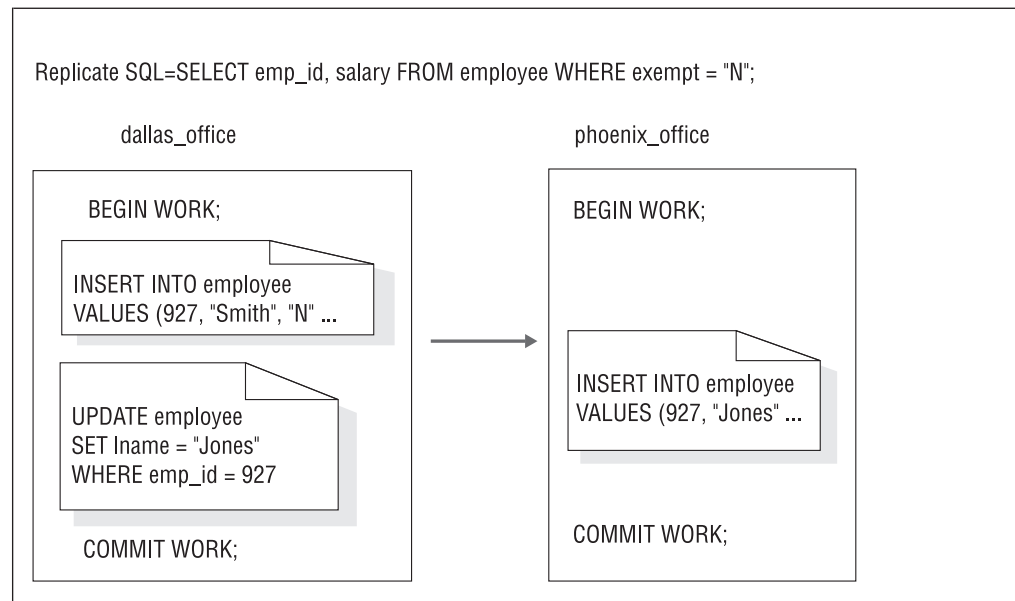 Replicate SQL=SELECT emp_id, salary FROM employee WHERE exempt = "N";
dallas_office
BEGIN WORK;
INSERT INTO employee
VALUES (927, "Smith", "N" ...
UPDATE employee
SET lname = "Jones"
WHERE emp_id = 927
COMMIT WORK;
phoenix_office
BEGIN WORK;
INSERT INTO employee
VALUES (927, "Jones" ...
COMMIT WORK;